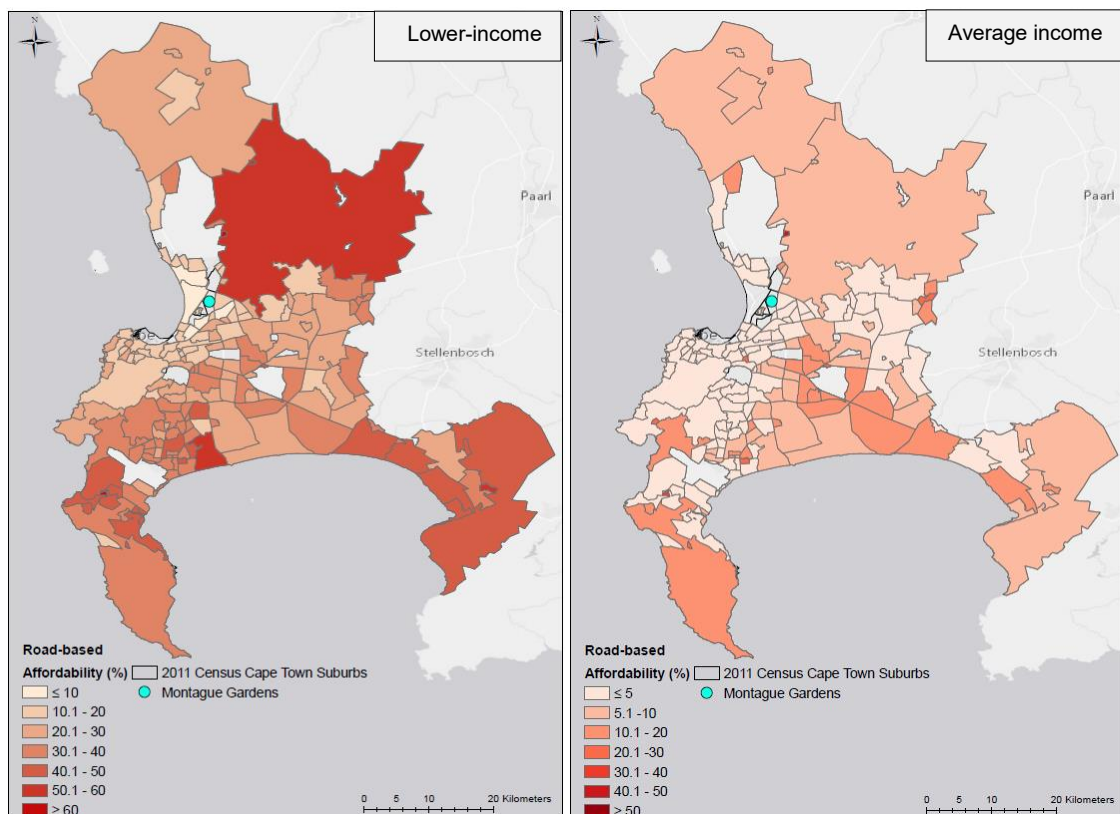 Lower-income
N
Paarl
Stellenbosch
Road-based
Affordability (%)
2011 Census Cape Town Suburbs
Montague Gardens
≤ 10
10.1 - 20
20.1 - 30
30.1 - 40
40.1 - 50
50.1 - 60
> 60
0 5 10 20 Kilometers
Average income
N
Paarl
Stellenbosch
Road-based
Affordability (%)
2011 Census Cape Town Suburbs
Montague Gardens
≤ 5
5.1 -10
10.1 - 20
20.1 -30
30.1 - 40
40.1 - 50
> 50
0 5 10 20 Kilometers